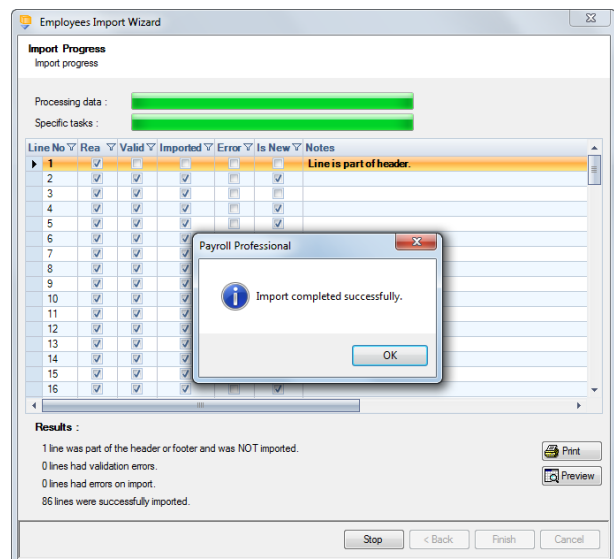 Employees Import Wizard
Import Progress
Import progress
Processing data :
Specific tasks :
Line No Rea Valid Imported Error Is New Notes
1 Line is part of header.
2
3
4
5
6
7
8
9
10
11
12
13
14
15
16
Payroll Professional
Import completed successfully.
OK
Results :
1 line was part of the header or footer and was NOT imported.
0 lines had validation errors.
0 lines had errors on import.
86 lines were successfully imported.
Print
Preview
Stop < Back Finish Cancel